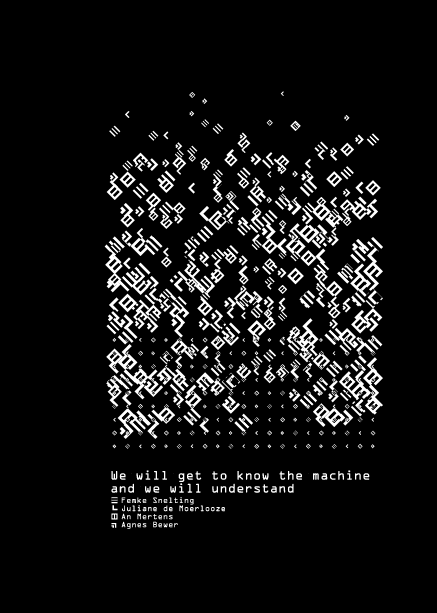 We will get to know the machine
and we will understand
Femke Snelting
Juliane de Moerlooze
An Mertens
Agnes Bewer